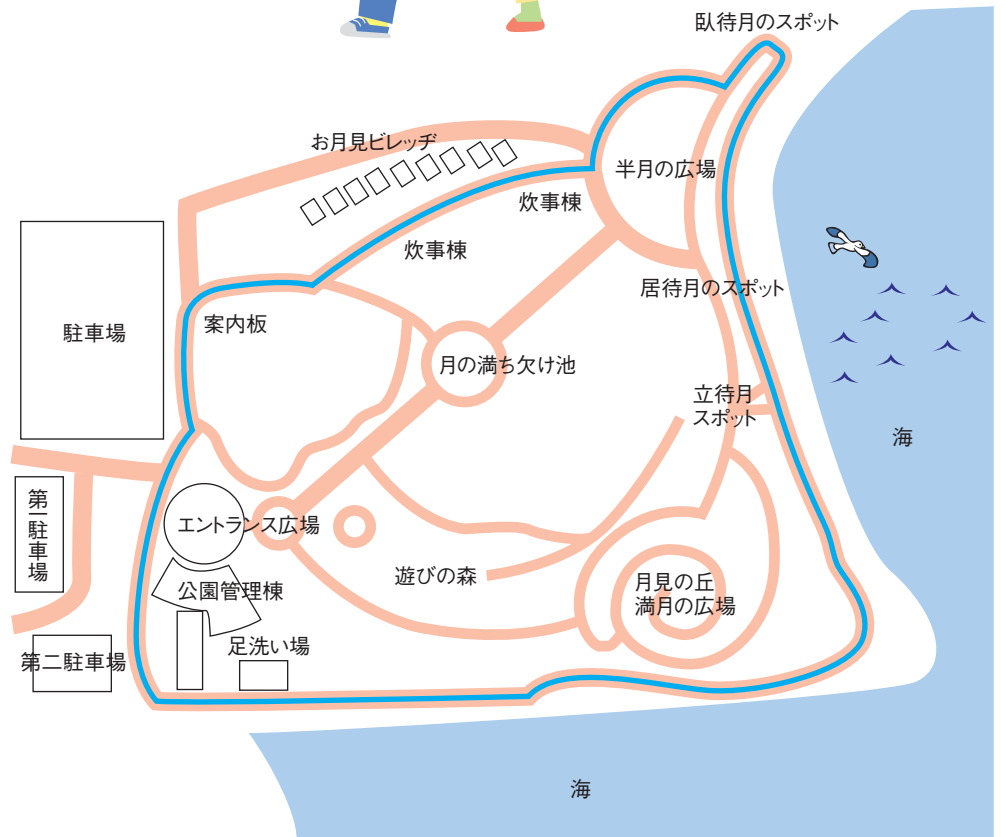 臥待月のスポット
お月見ビレッヂ
半月の広場
炊事棟
炊事棟
居待月のスポット
案内板
駐車場
月の満ち欠け池
立待月
スポット
海
第一駐車場
エントランス広場
遊びの森
月見の丘
満月の広場
公園管理棟
足洗い場
第二駐車場
海